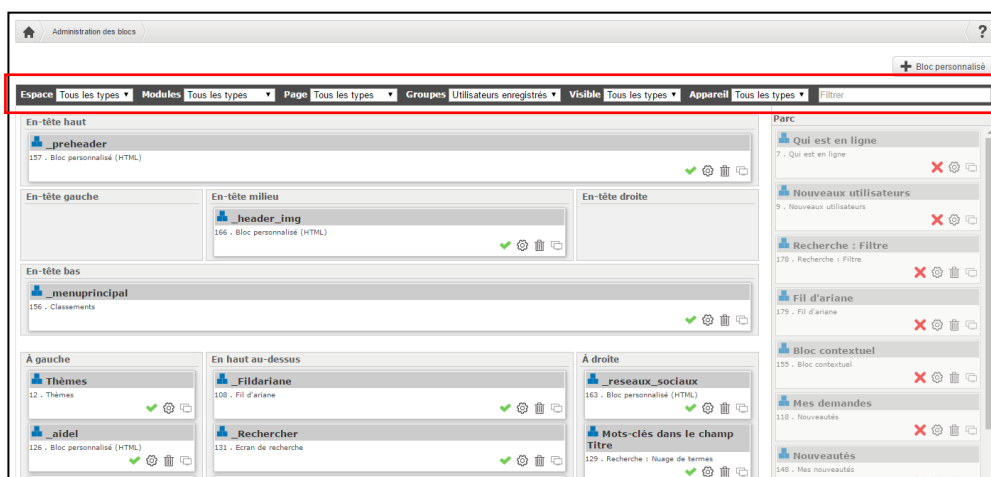 Administration des blocs
?
Bloc personnalisé
Espace Tous les types Modules Tous les types Page Tous les types Groupes Utilisateurs enregistrés Visible Tous les types Appareil Tous les types Filtrer
En-tête haut
_preheader
157 . Bloc personnalisé (HTML)
En-tête gauche
En-tête milieu
En-tête droite
_header_img
166 . Bloc personnalisé (HTML)
En-tête bas
_menuprincipal
156 . Classements
À gauche
Thèmes
12 . Thèmes
_aidel
126 . Bloc personnalisé (HTML)
En haut au-dessus
_Fildariane
108 . Fil d'ariane
_Rechercher
131 . Ecran de recherche
À droite
_reseaux_sociaux
163 . Bloc personnalisé (HTML)
Mots-clés dans le champ
Titre
129 . Recherche : Nuage de termes
Parc
Qui est en ligne
7 . Qui est en ligne
Nouveaux utilisateurs
9 . Nouveaux utilisateurs
Recherche : Filtre
178 . Recherche : Filtre
Fil d'ariane
179 . Fil d'ariane
Bloc contextuel
155 . Bloc contextuel
Mes demandes
118 . Nouveautés
Nouveautés
148 . Mes nouveautés